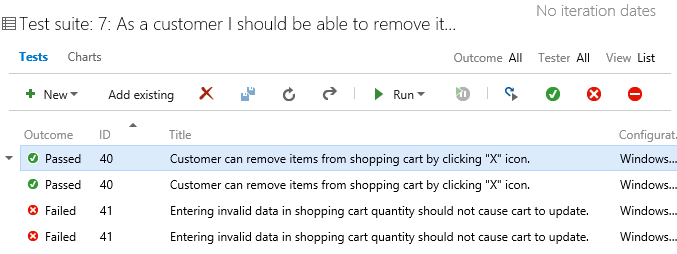 No iteration dates
Test suite: 7: As a customer I should be able to remove it...
Tests Charts Outcome All Tester All View List
New Add existing Run
Outcome ID Title Configurat...
Passed 40 Customer can remove items from shopping cart by clicking "X" icon. Windows...
Passed 40 Customer can remove items from shopping cart by clicking "X" icon. Windows...
Failed 41 Entering invalid data in shopping cart quantity should not cause cart to update. Windows...
Failed 41 Entering invalid data in shopping cart quantity should not cause cart to update. Windows...